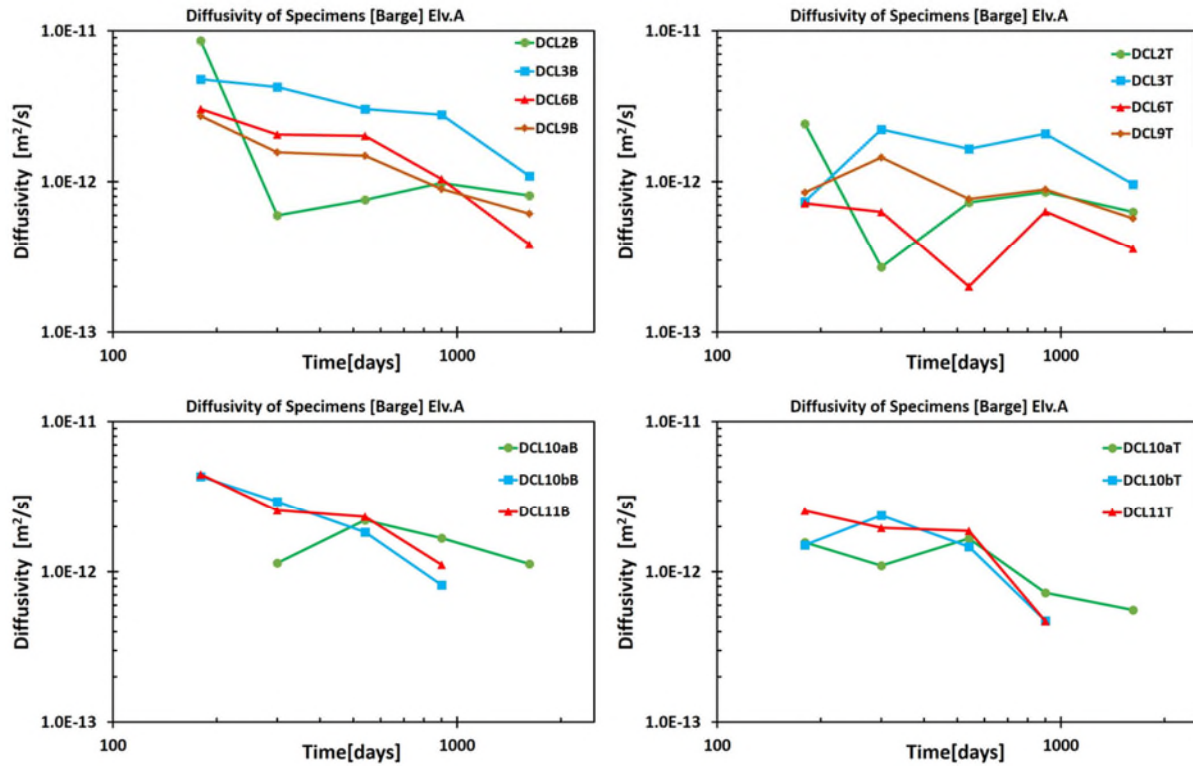 Diffusivity of Specimens [Barge] Elv.A
1.0E-11
1.0E-12
1.0E-13
Diffusivity [m²/s]
DCL2B
DCL3B
DCL6B
DCL9B
100
1000
Time[days]
Diffusivity of Specimens [Barge] Elv.A
1.0E-11
1.0E-12
1.0E-13
Diffusivity [m²/s]
DCL2T
DCL3T
DCL6T
DCL9T
100
1000
Time[days]
Diffusivity of Specimens [Barge] Elv.A
1.0E-11
1.0E-12
1.0E-13
Diffusivity [m²/s]
DCL10aB
DCL10bB
DCL11B
100
1000
Time[days]
Diffusivity of Specimens [Barge] Elv.A
1.0E-11
1.0E-12
1.0E-13
Diffusivity [m²/s]
DCL10aT
DCL10bT
DCL11T
100
1000
Time[days]